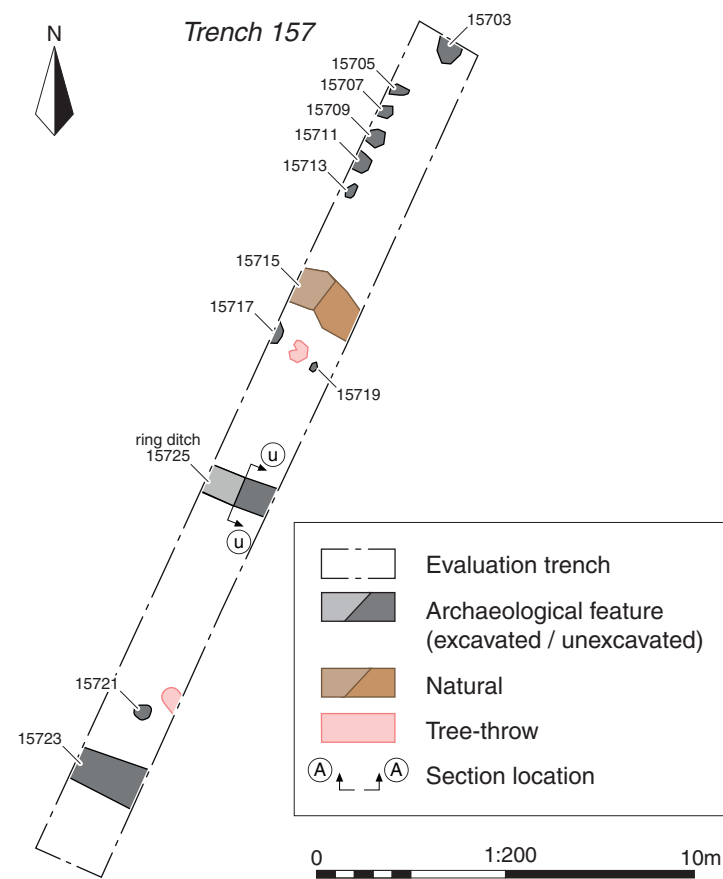 Trench 157
N
15703
15705
15707
15709
15711
15713
15715
15717
15719
ring ditch
15725
u
u
15721
15723
Evaluation trench
Archaeological feature
(excavated / unexcavated)
Natural
Tree-throw
A A Section location
0 1:200 10m